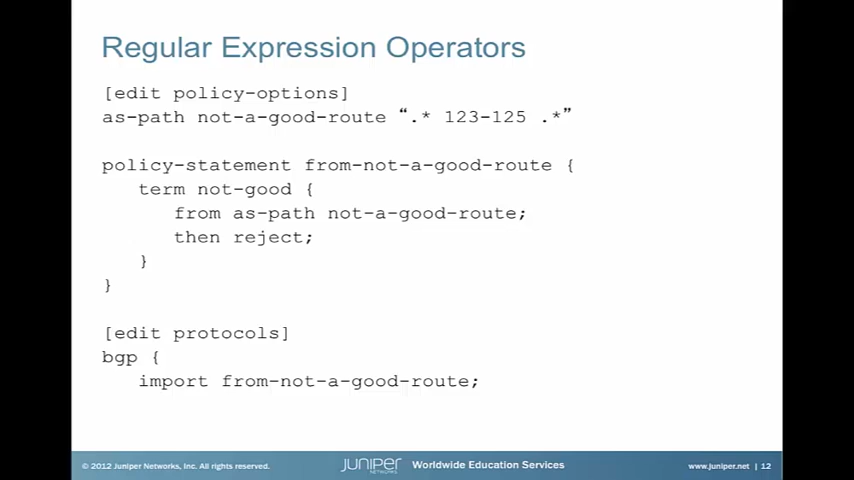 Regular Expression Operators
[edit policy-options]
as-path not-a-good-route “.* 123-125 .*”
policy-statement from-not-a-good-route {
term not-good {
from as-path not-a-good-route;
then reject;
}
}
[edit protocols]
bgp {
import from-not-a-good-route;
© 2012 Juniper Networks, Inc. All rights reserved. JUNIPER NETWORKS Worldwide Education Services www.juniper.net | 12